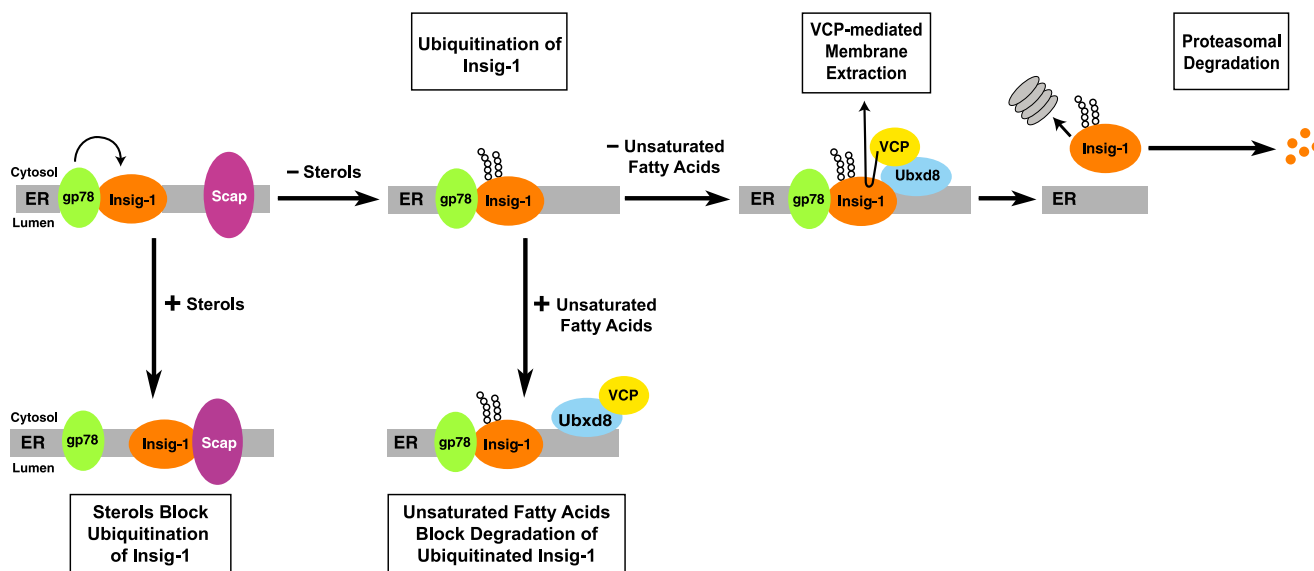 Ubiquitination of
Insig-1
VCP-mediated
Membrane
Extraction
Proteasomal
Degradation
Cytosol
ER
gp78
Insig-1
Scap
Lumen
− Sterols
ER
gp78
Insig-1
− Unsaturated
Fatty Acids
ER
gp78
Insig-1
VCP
Ubxd8
Insig-1
ER
+ Sterols
+ Unsaturated
Fatty Acids
Cytosol
ER
gp78
Insig-1
Scap
Lumen
ER
gp78
Insig-1
Ubxd8
VCP
Sterols Block
Ubiquitination
of Insig-1
Unsaturated Fatty Acids
Block Degradation of
Ubiquitinated Insig-1